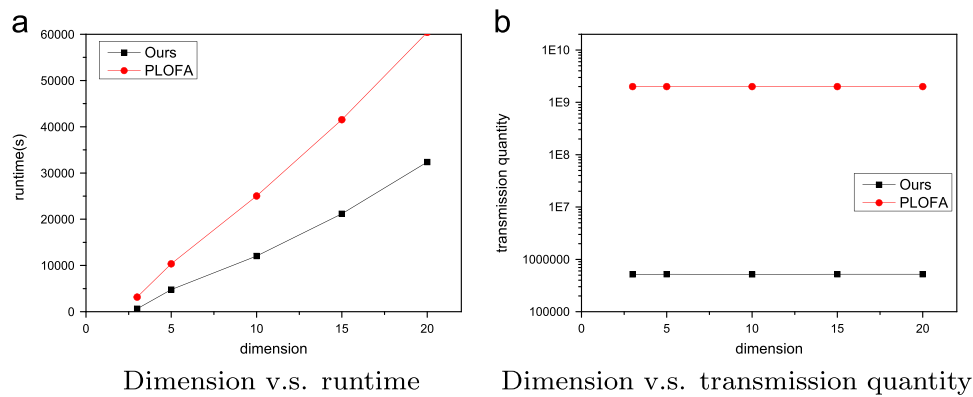 a
60000
50000
40000
30000
20000
10000
0
runtime(s)
Ours
PLOFA
0 5 10 15 20
dimension
Dimension v.s. runtime
b
1E10
1E9
1E8
1E7
1000000
100000
transmission quantity
Ours
PLOFA
0 5 10 15 20
dimension
Dimension v.s. transmission quantity